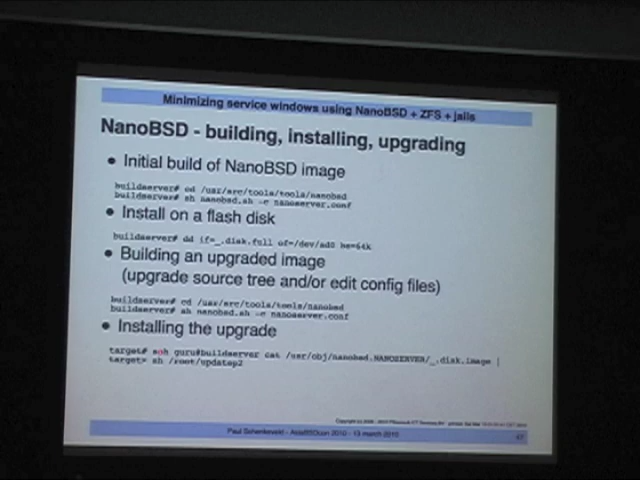 Minimizing service windows using NanoBSD + ZFS + jails
NanoBSD - building, installing, upgrading
• Initial build of NanoBSD image
buildserver# cd /usr/src/tools/tools/nanobsd
buildserver# sh nanobsd.sh -c nanoserver.conf
• Install on a flash disk
buildserver# dd if=_.disk.full of=/dev/ad0 bs=64k
• Building an upgraded image
(upgrade source tree and/or edit config files)
buildserver# cd /usr/src/tools/tools/nanobsd
buildserver# sh nanobsd.sh -c nanoserver.conf
• Installing the upgrade
target# ssh guru@buildserver cat /usr/obj/nanobsd.NANOSERVER/_.disk.image |
target> sh /root/updatep2
Paul Schenkeveld - AsiaBSDcon 2010 - 13 march 2010